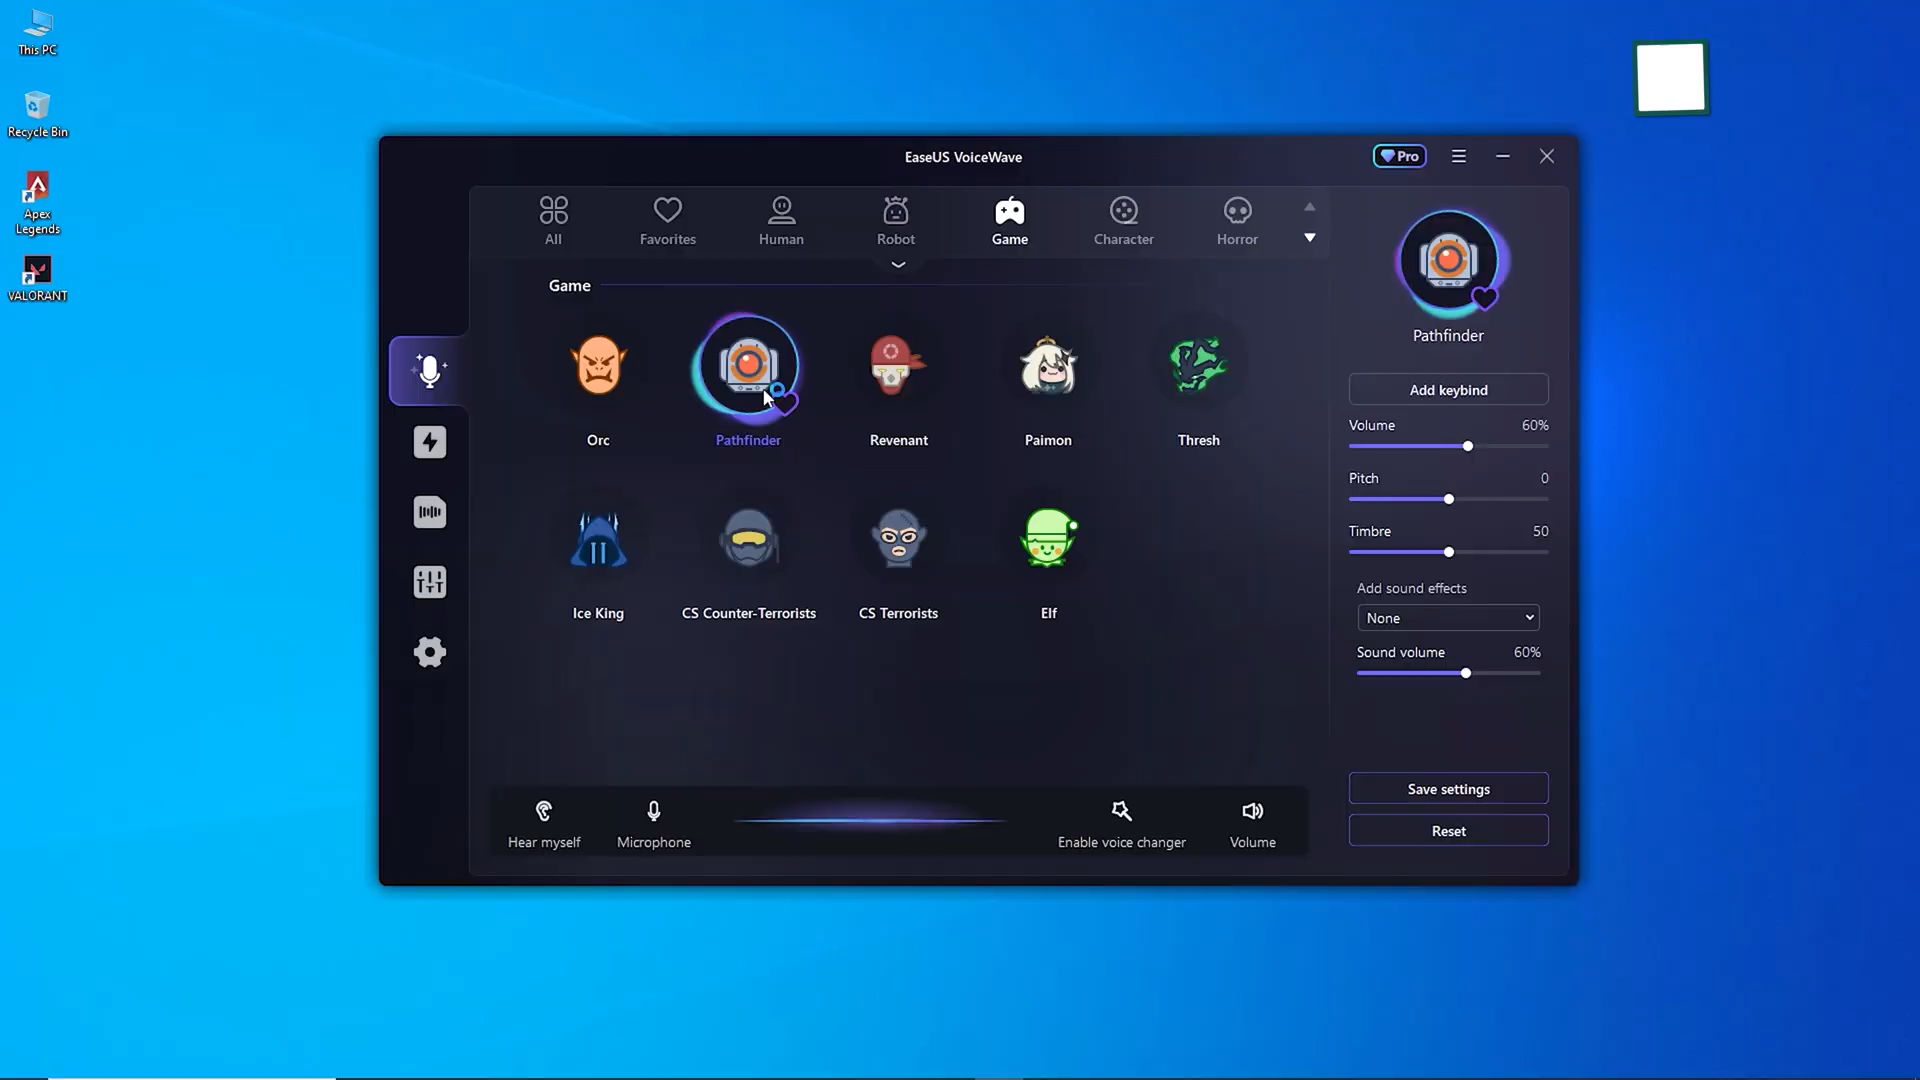 This PC
Recycle Bin
Apex
Legends
VALORANT
EaseUS VoiceWave
Pro
All
Favorites
Human
Robot
Game
Character
Horror
Game
Orc
Pathfinder
Revenant
Paimon
Thresh
Ice King
CS Counter-Terrorists
CS Terrorists
Elf
Hear myself
Microphone
Enable voice changer
Volume
Pathfinder
Add keybind
Volume 60%
Pitch 0
Timbre 50
Add sound effects
None
Sound volume 60%
Save settings
Reset